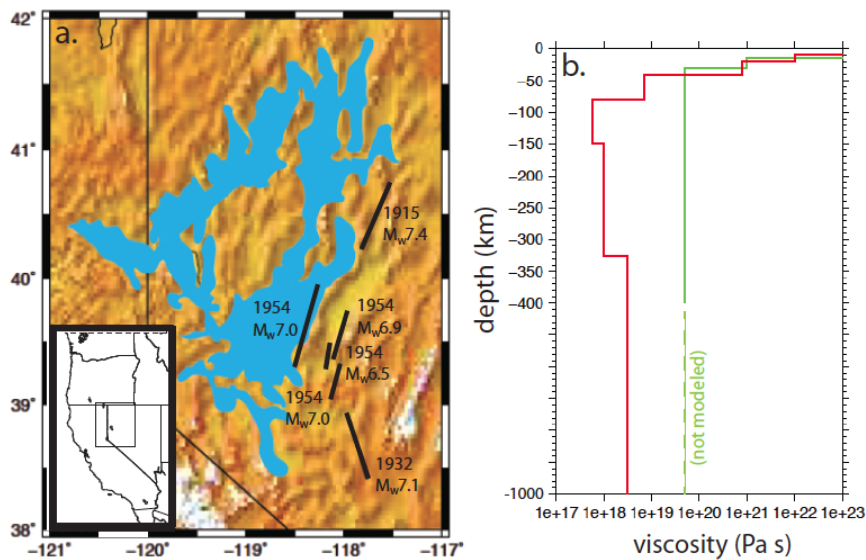 a.
42°
41°
40°
39°
38°
-121°
-120°
-119°
-118°
-117°
1915
Mw7.4
1954
Mw7.0
1954
Mw6.9
1954
Mw6.5
1954
Mw7.0
1932
Mw7.1
b.
0
-50
-100
-150
-200
-250
-300
-350
-400
-1000
depth (km)
(not modeled)
1e+17 1e+18 1e+19 1e+20 1e+21 1e+22 1e+23
viscosity (Pa s)